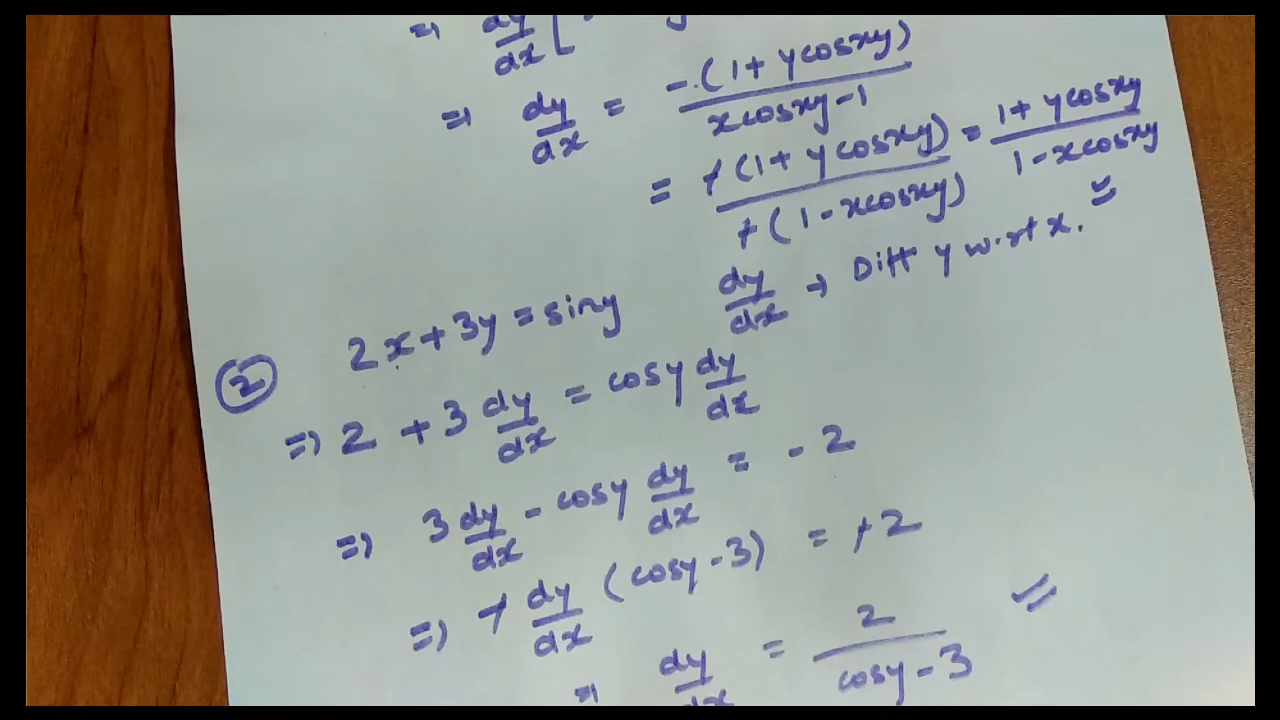 ⇒ dy/dx [
⇒ dy/dx = -(1 + y cosxy) / x cosxy - 1
= +(1 + y cosxy) / +(1 - x cosxy) = 1 + y cosxy / 1 - x cosxy
dy/dx → Diff y w.r.t x.
② 2x + 3y = siny
⇒ 2 + 3 dy/dx = cosy dy/dx
⇒ 3 dy/dx - cosy dy/dx = - 2
⇒ + dy/dx (cosy - 3) = + 2
⇒ dy/dx = 2 / cosy - 3